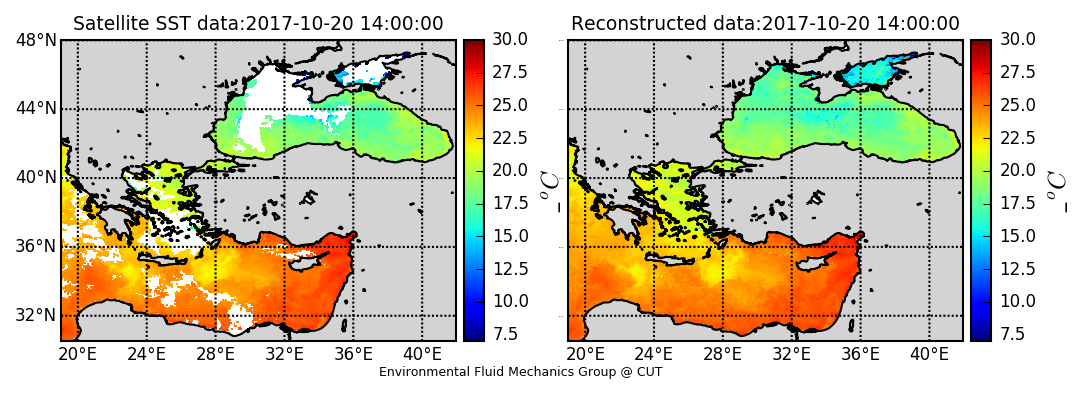 Satellite SST data:2017-10-20 14:00:00
48°N
44°N
40°N
36°N
32°N
20°E 24°E 28°E 32°E 36°E 40°E
30.0
27.5
25.0
22.5
20.0
17.5
15.0
12.5
10.0
7.5
_°C
Reconstructed data:2017-10-20 14:00:00
20°E 24°E 28°E 32°E 36°E 40°E
30.0
27.5
25.0
22.5
20.0
17.5
15.0
12.5
10.0
7.5
_°C
Environmental Fluid Mechanics Group @ CUT